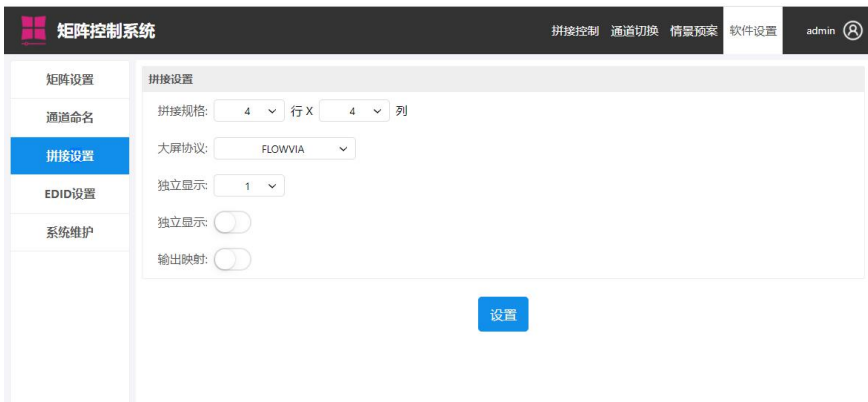 矩阵控制系统
拼接控制 通道切换 情景预案 软件设置 admin
矩阵设置
通道命名
拼接设置
EDID设置
系统维护
拼接设置
拼接规格: 4 行 X 4 列
大屏协议: FLOWVIA
独立显示: 1
独立显示:
输出映射:
设置